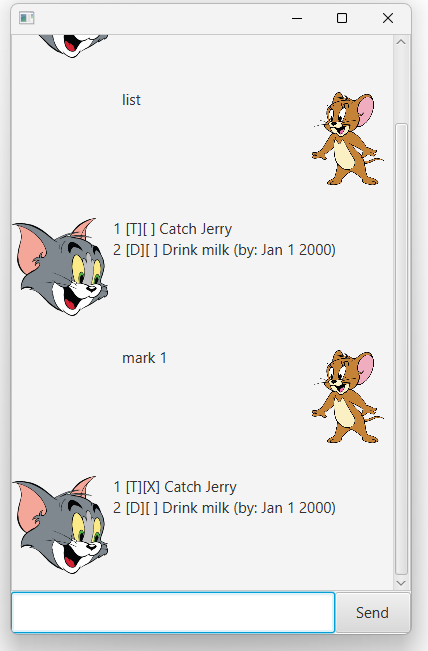 list
1 [T][ ] Catch Jerry
2 [D][ ] Drink milk (by: Jan 1 2000)
mark 1
1 [T][X] Catch Jerry
2 [D][ ] Drink milk (by: Jan 1 2000)
Send